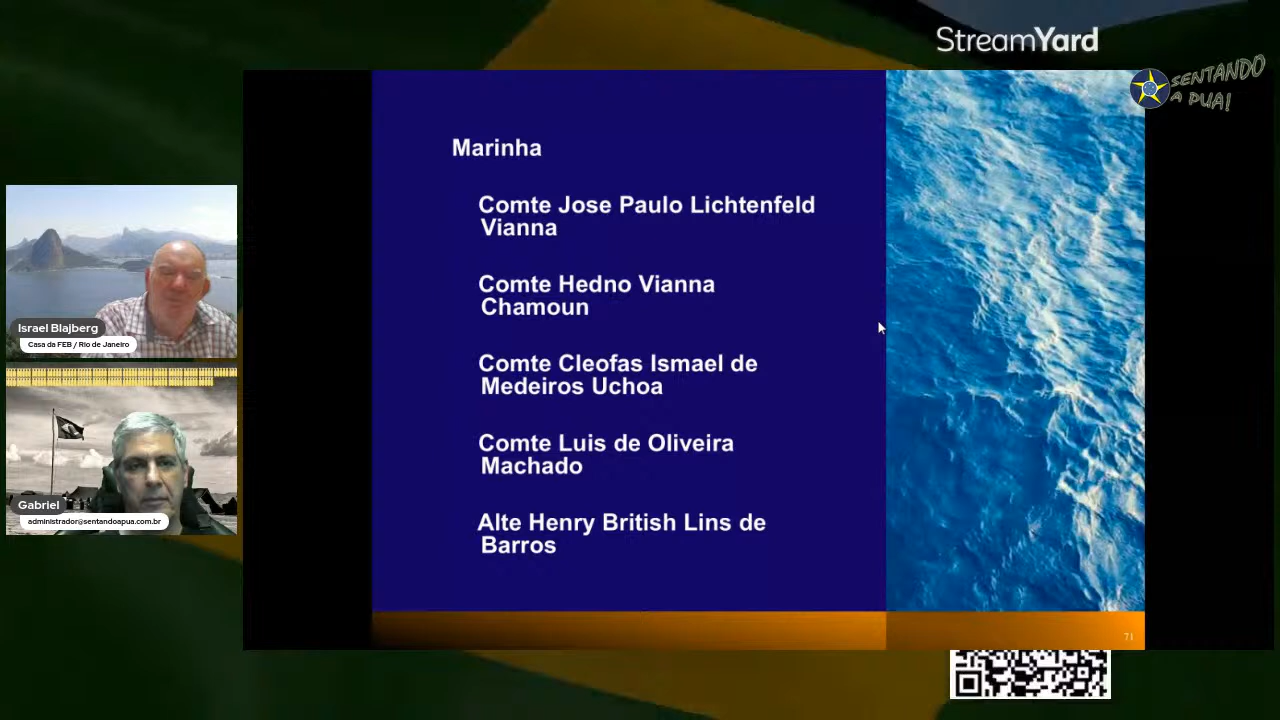 StreamYard
SENTANDO
A PUA!
Marinha
Comte Jose Paulo Lichtenfeld
Vianna
Comte Hedno Vianna
Chamoun
Comte Cleofas Ismael de
Medeiros Uchoa
Comte Luis de Oliveira
Machado
Alte Henry British Lins de
Barros
71
Israel Blajberg
Casa da FEB / Rio de Janeiro
Gabriel
administrador@sentandoapua.com.br